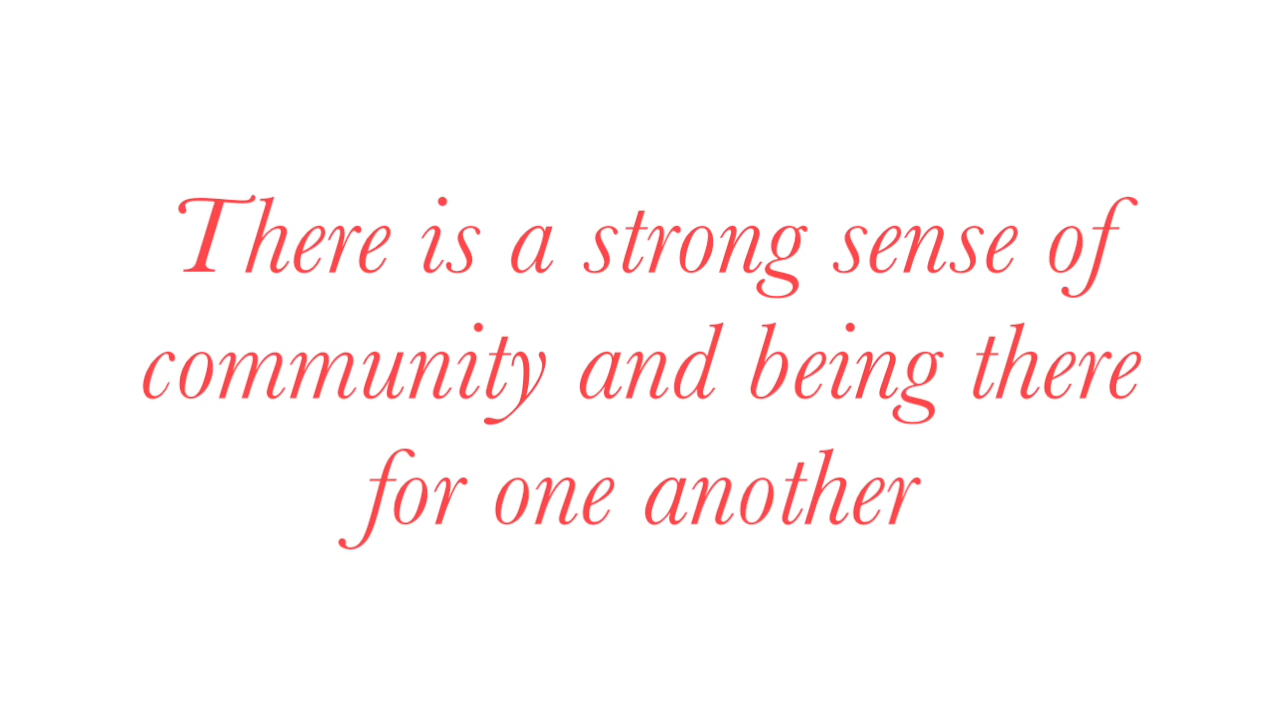 There is a strong sense of
community and being there
for one another